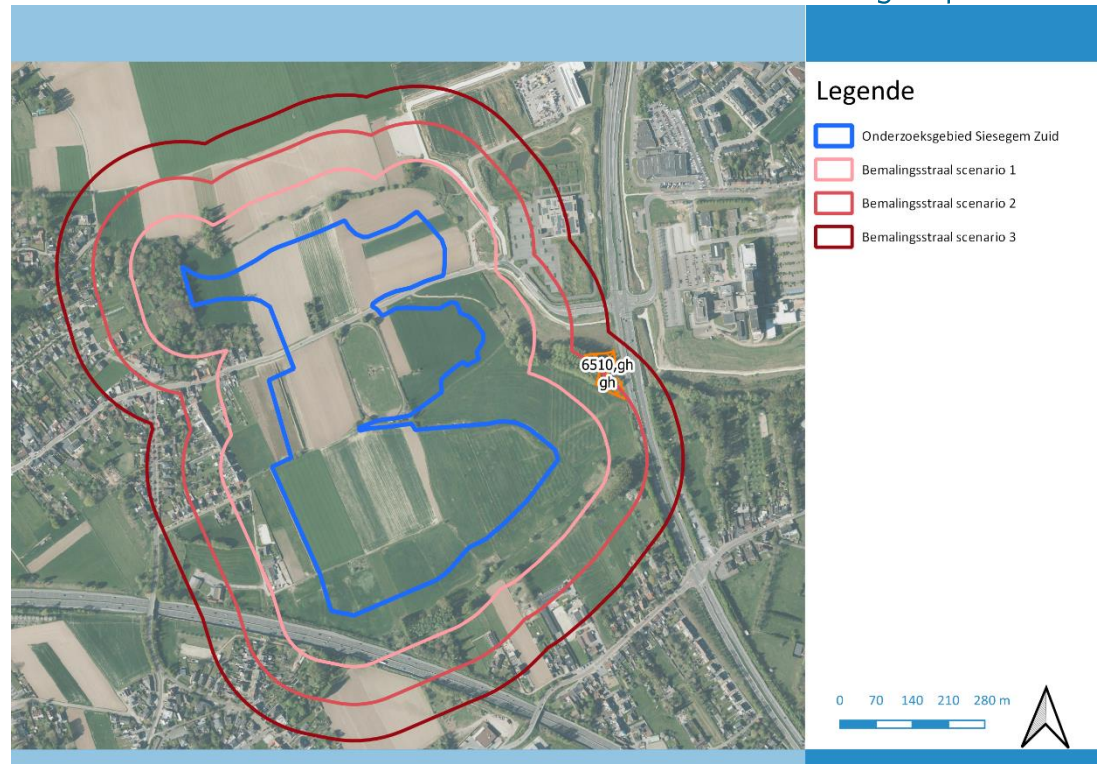 Legende
Onderzoeksgebied Siesegem Zuid
Bemalingsstraal scenario 1
Bemalingsstraal scenario 2
Bemalingsstraal scenario 3
6510,gh
gh
0 70 140 210 280 m